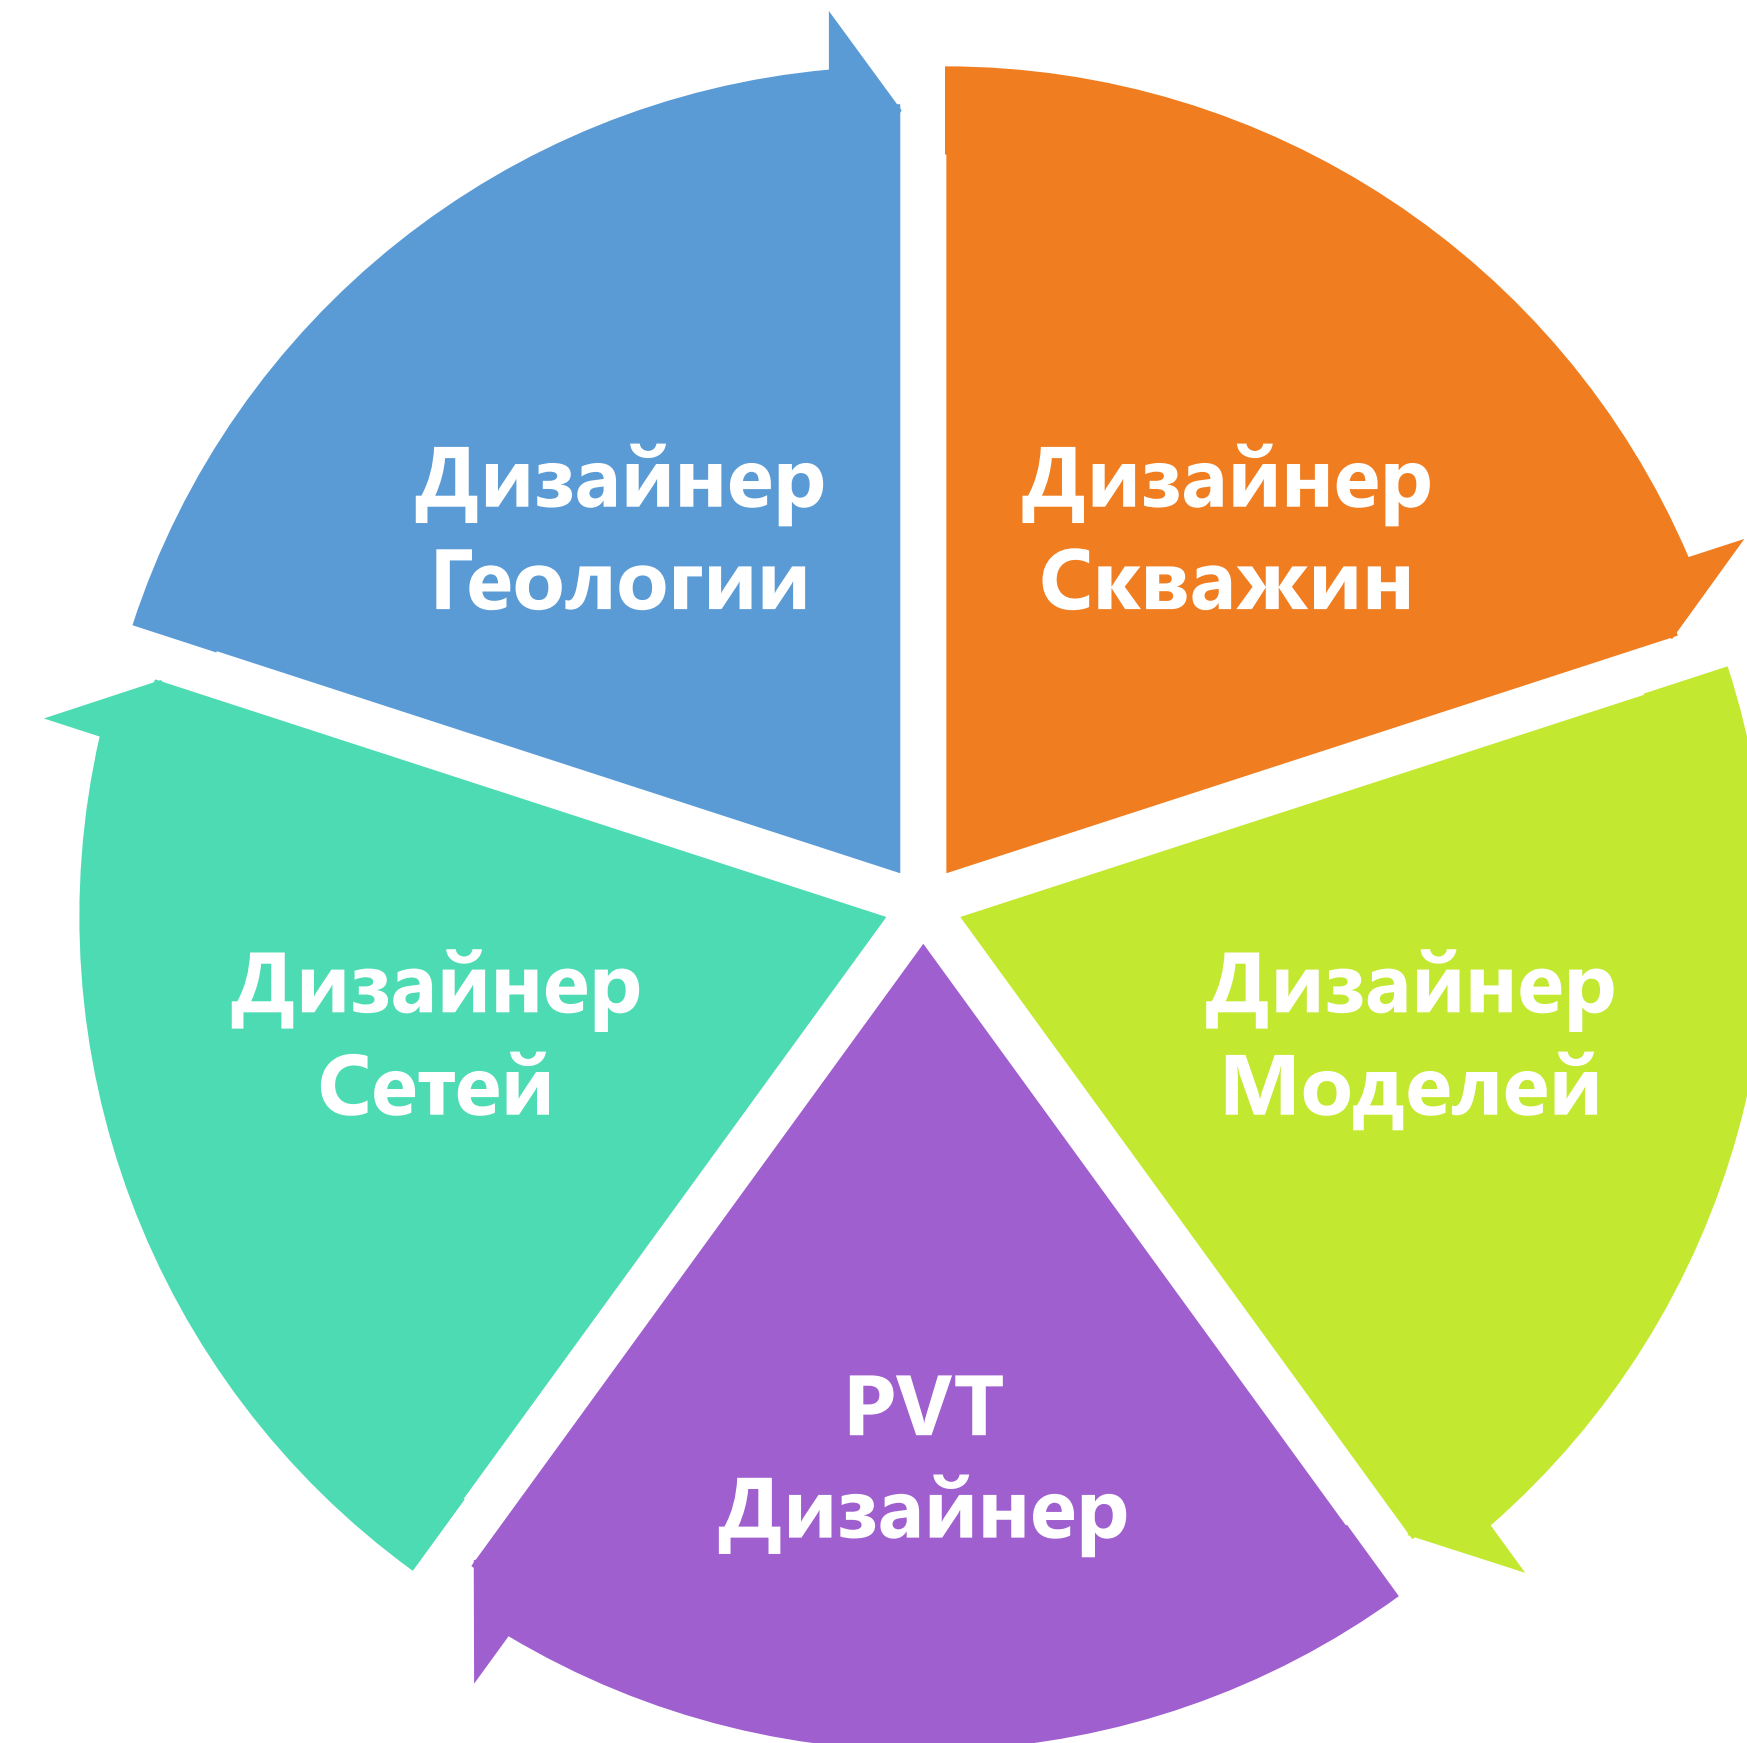 Дизайнер
Геологии
Дизайнер
Скважин
Дизайнер
Сетей
Дизайнер
Моделей
PVT
Дизайнер